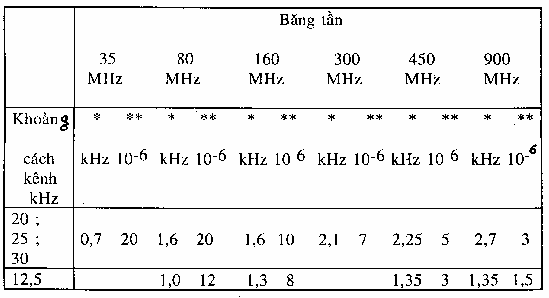 Băng tần
35 80 160 300 450 900
MHz MHz MHz MHz MHz MHz
Khoảng * ** * ** * ** * ** * ** * **
cách kHz 10-6 kHz 10-6 kHz 10 6 kHz 10-6 kHz 10 6 kHz 10-6
kênh
kHz
20 ;
25 ; 0,7 20 1,6 20 1,6 10 2,1 7 2,25 5 2,7 3
30
12,5 1,0 12 1,3 8 1,35 3 1,35 1,5